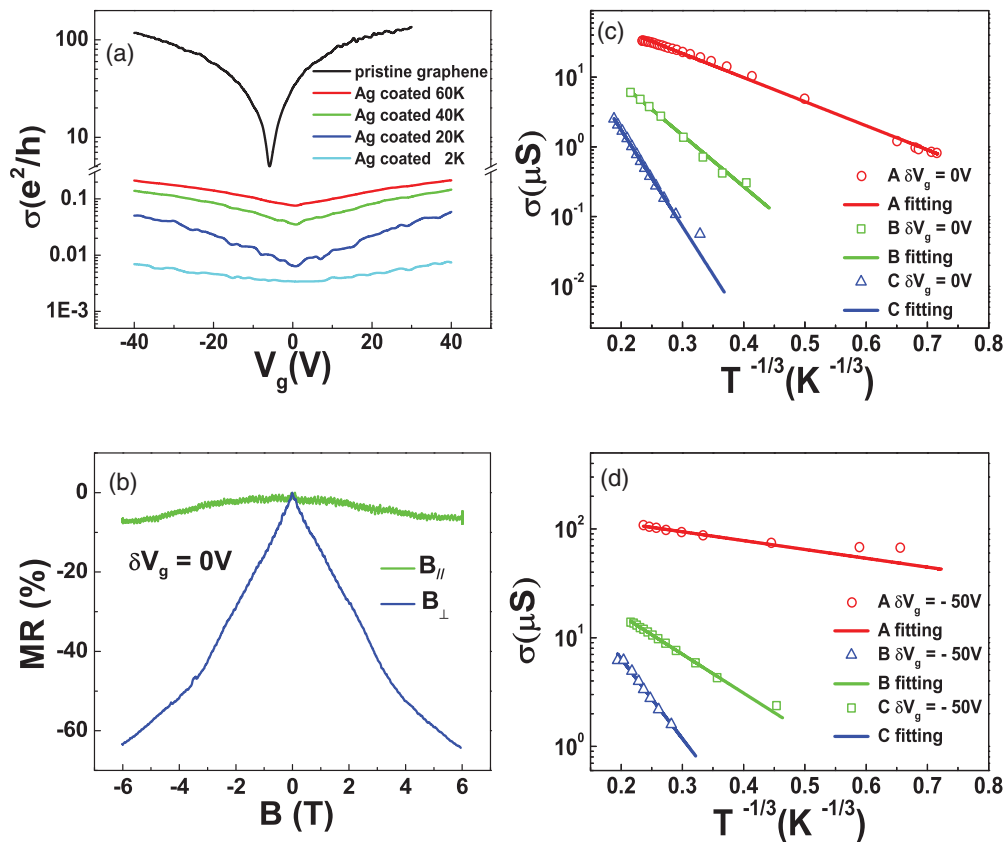 (a)
σ(e²/h)
100
10
0.1
0.01
1E-3
pristine graphene
Ag coated 60K
Ag coated 40K
Ag coated 20K
Ag coated 2K
-40 -20 0 20 40
V_g(V)
(b)
MR (%)
0
-20
-40
-60
δV_g = 0V
B_//
B_⊥
-6 -4 -2 0 2 4 6
B (T)
(c)
σ(μS)
10¹
10⁰
10⁻¹
10⁻²
A δV_g = 0V
A fitting
B δV_g = 0V
B fitting
C δV_g = 0V
C fitting
0.2 0.3 0.4 0.5 0.6 0.7 0.8
T ^-1/3(K ^-1/3)
(d)
σ(μS)
10²
10¹
10⁰
A δV_g = - 50V
A fitting
B δV_g = - 50V
B fitting
C δV_g = - 50V
C fitting
0.2 0.3 0.4 0.5 0.6 0.7 0.8
T ^-1/3(K ^-1/3)